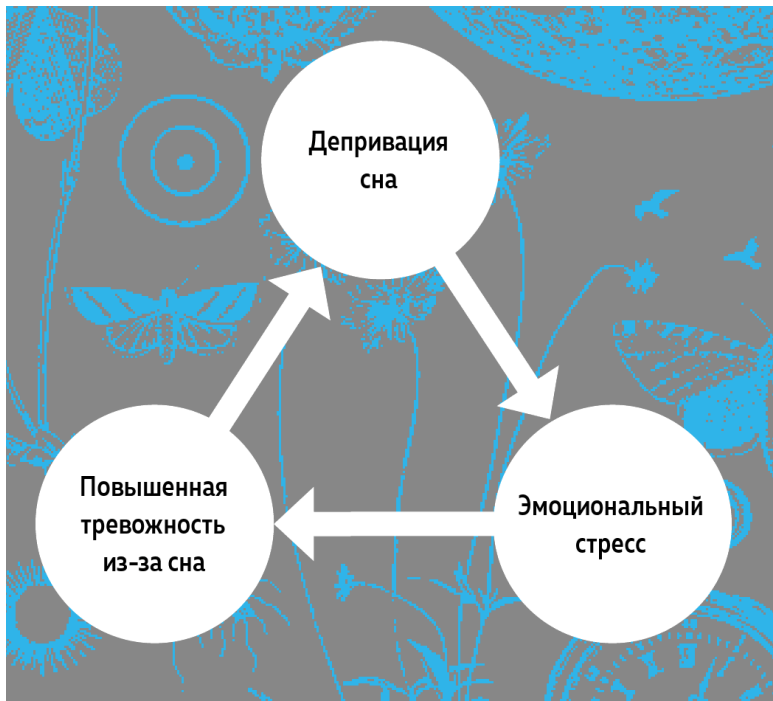 Депривация
сна
Повышенная
тревожность
из-за сна
Эмоциональный
стресс